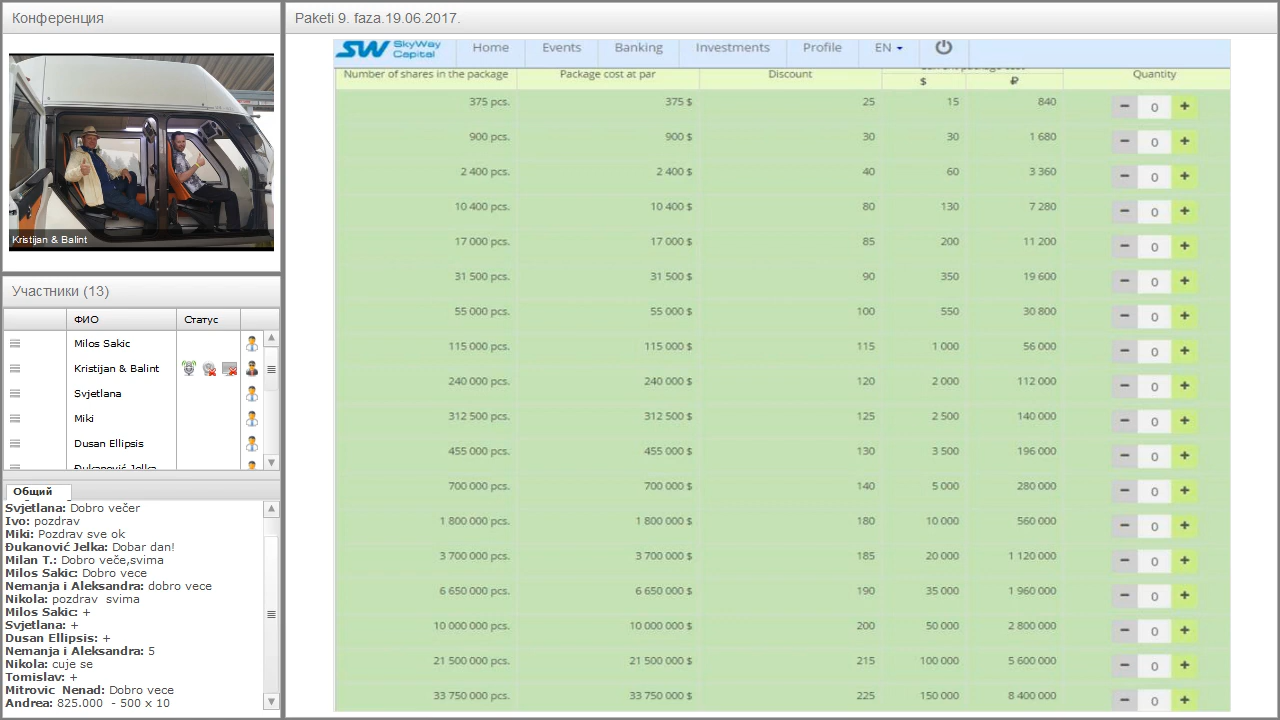 Конференция
Kristijan & Balint
Участники (13)
ФИО Статус
Milos Sakic
Kristijan & Balint
Svjetlana
Miki
Dusan Ellipsis
Đukanović Jelka
Общий
Svjetlana: Dobro večer
Ivo: pozdrav
Miki: Pozdrav sve ok
Đukanović Jelka: Dobar dan!
Milan T.: Dobro veče,svima
Milos Sakic: Dobro vece
Nemanja i Aleksandra: dobro vece
Nikola: pozdrav svima
Milos Sakic: +
Svjetlana: +
Dusan Ellipsis: +
Nemanja i Aleksandra: 5
Nikola: cuje se
Tomislav: +
Mitrovic Nenad: Dobro vece
Andrea: 825.000 - 500 x 10
Paketi 9. faza.19.06.2017.
SW SkyWay Capital Home Events Banking Investments Profile EN
Number of shares in the package Package cost at par Discount $ ₽ Quantity
375 pcs. 375 $ 25 15 840 − 0 +
900 pcs. 900 $ 30 30 1 680 − 0 +
2 400 pcs. 2 400 $ 40 60 3 360 − 0 +
10 400 pcs. 10 400 $ 80 130 7 280 − 0 +
17 000 pcs. 17 000 $ 85 200 11 200 − 0 +
31 500 pcs. 31 500 $ 90 350 19 600 − 0 +
55 000 pcs. 55 000 $ 100 550 30 800 − 0 +
115 000 pcs. 115 000 $ 115 1 000 56 000 − 0 +
240 000 pcs. 240 000 $ 120 2 000 112 000 − 0 +
312 500 pcs. 312 500 $ 125 2 500 140 000 − 0 +
455 000 pcs. 455 000 $ 130 3 500 196 000 − 0 +
700 000 pcs. 700 000 $ 140 5 000 280 000 − 0 +
1 800 000 pcs. 1 800 000 $ 180 10 000 560 000 − 0 +
3 700 000 pcs. 3 700 000 $ 185 20 000 1 120 000 − 0 +
6 650 000 pcs. 6 650 000 $ 190 35 000 1 960 000 − 0 +
10 000 000 pcs. 10 000 000 $ 200 50 000 2 800 000 − 0 +
21 500 000 pcs. 21 500 000 $ 215 100 000 5 600 000 − 0 +
33 750 000 pcs. 33 750 000 $ 225 150 000 8 400 000 − 0 +